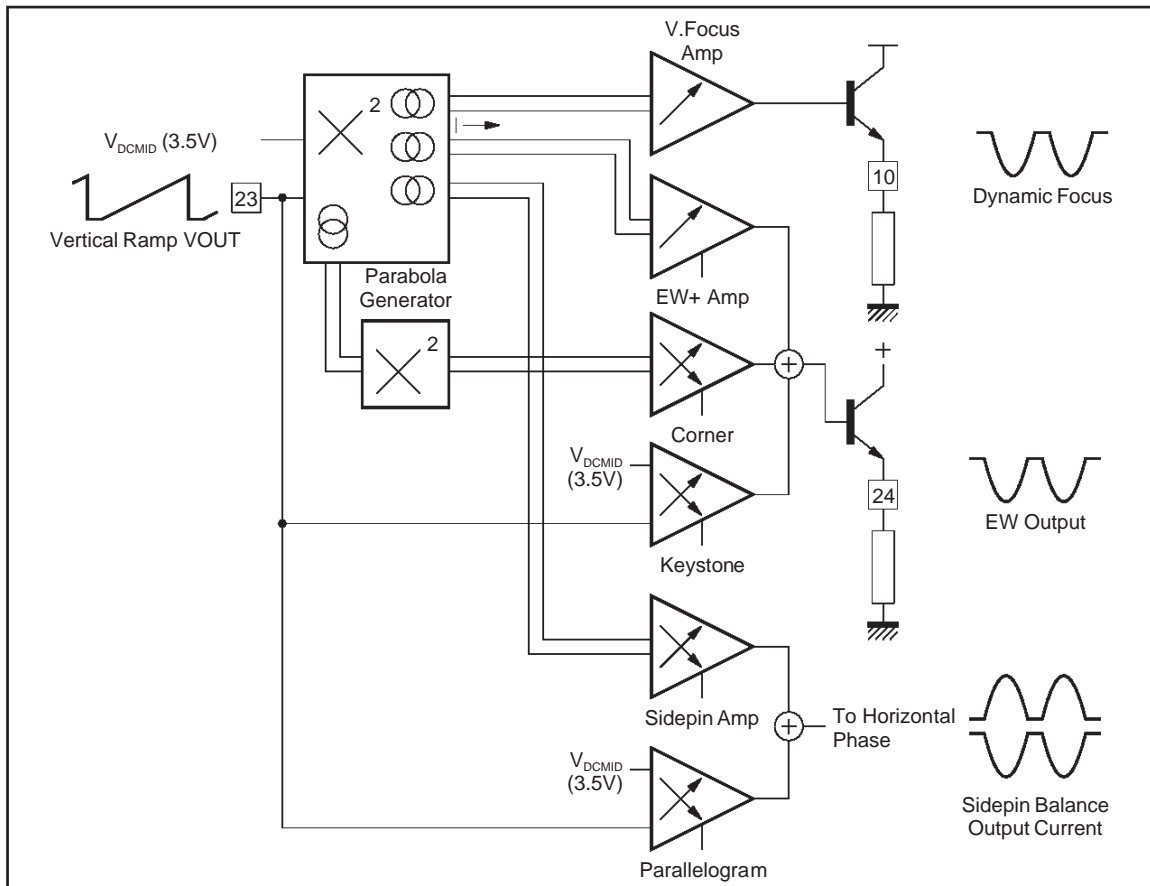 V.Focus
Amp
2
I
V_DCMID (3.5V)
23
Vertical Ramp VOUT
10
Dynamic Focus
Parabola
Generator
EW+ Amp
2
+
+
Corner
V_DCMID
(3.5V)
24
EW Output
Keystone
Sidepin Amp
+
To Horizontal
Phase
V_DCMID
(3.5V)
Sidepin Balance
Output Current
Parallelogram